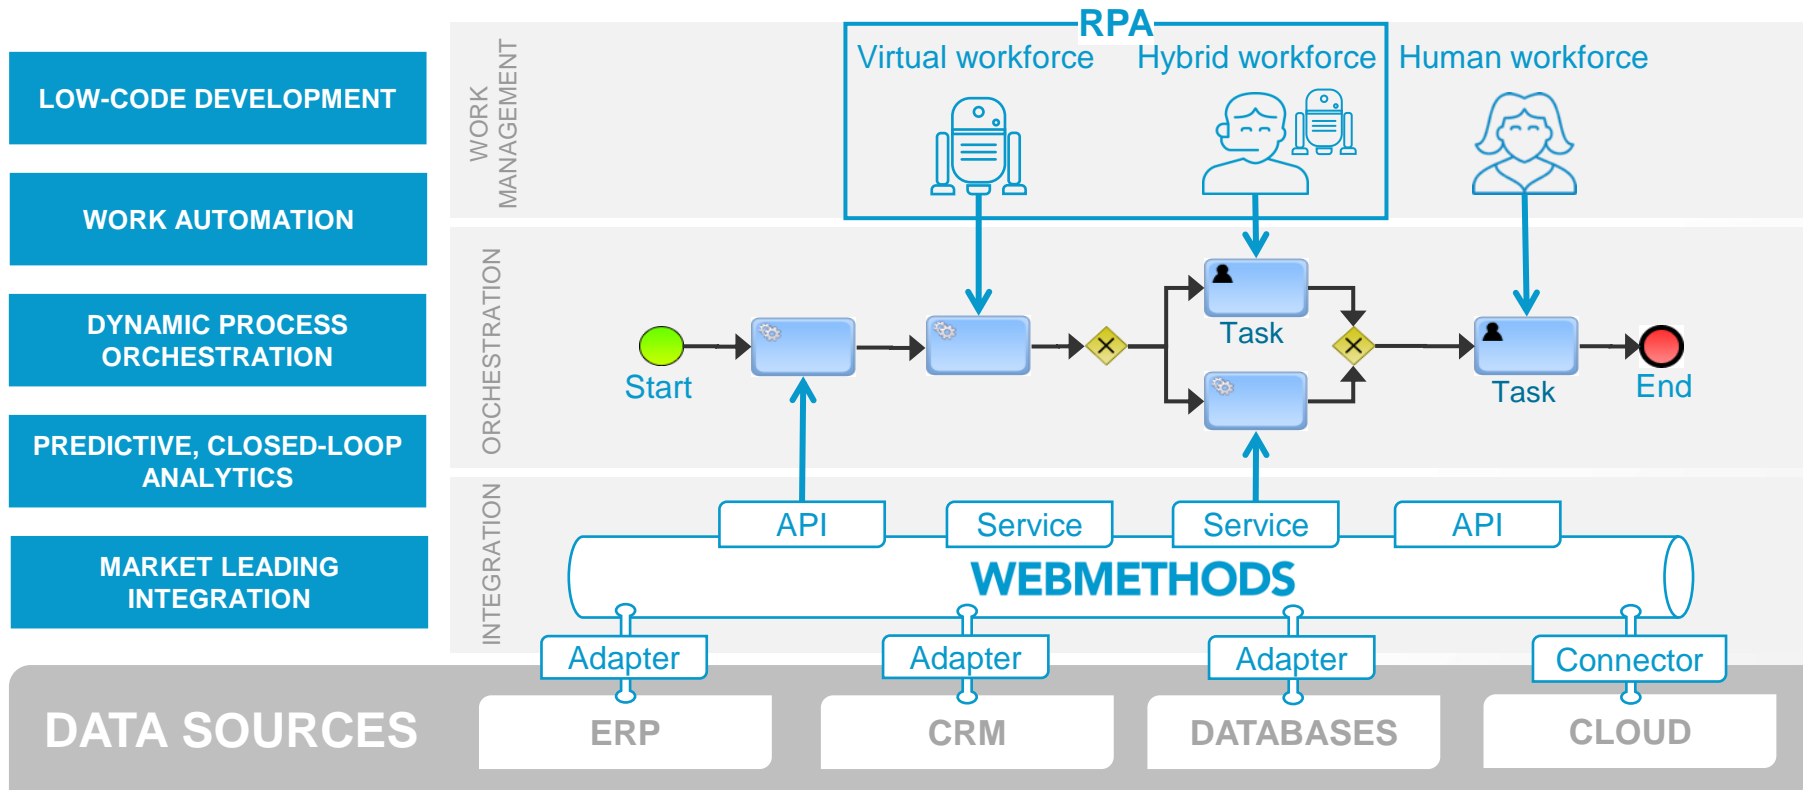 LOW-CODE DEVELOPMENT
WORK AUTOMATION
DYNAMIC PROCESS
ORCHESTRATION
PREDICTIVE, CLOSED-LOOP
ANALYTICS
MARKET LEADING
INTEGRATION
WORK
MANAGEMENT
RPA
Virtual workforce
Hybrid workforce
Human workforce
ORCHESTRATION
Start
Task
Task
End
INTEGRATION
API
Service
Service
API
WEBMETHODS
Adapter
Adapter
Adapter
Connector
DATA SOURCES
ERP
CRM
DATABASES
CLOUD